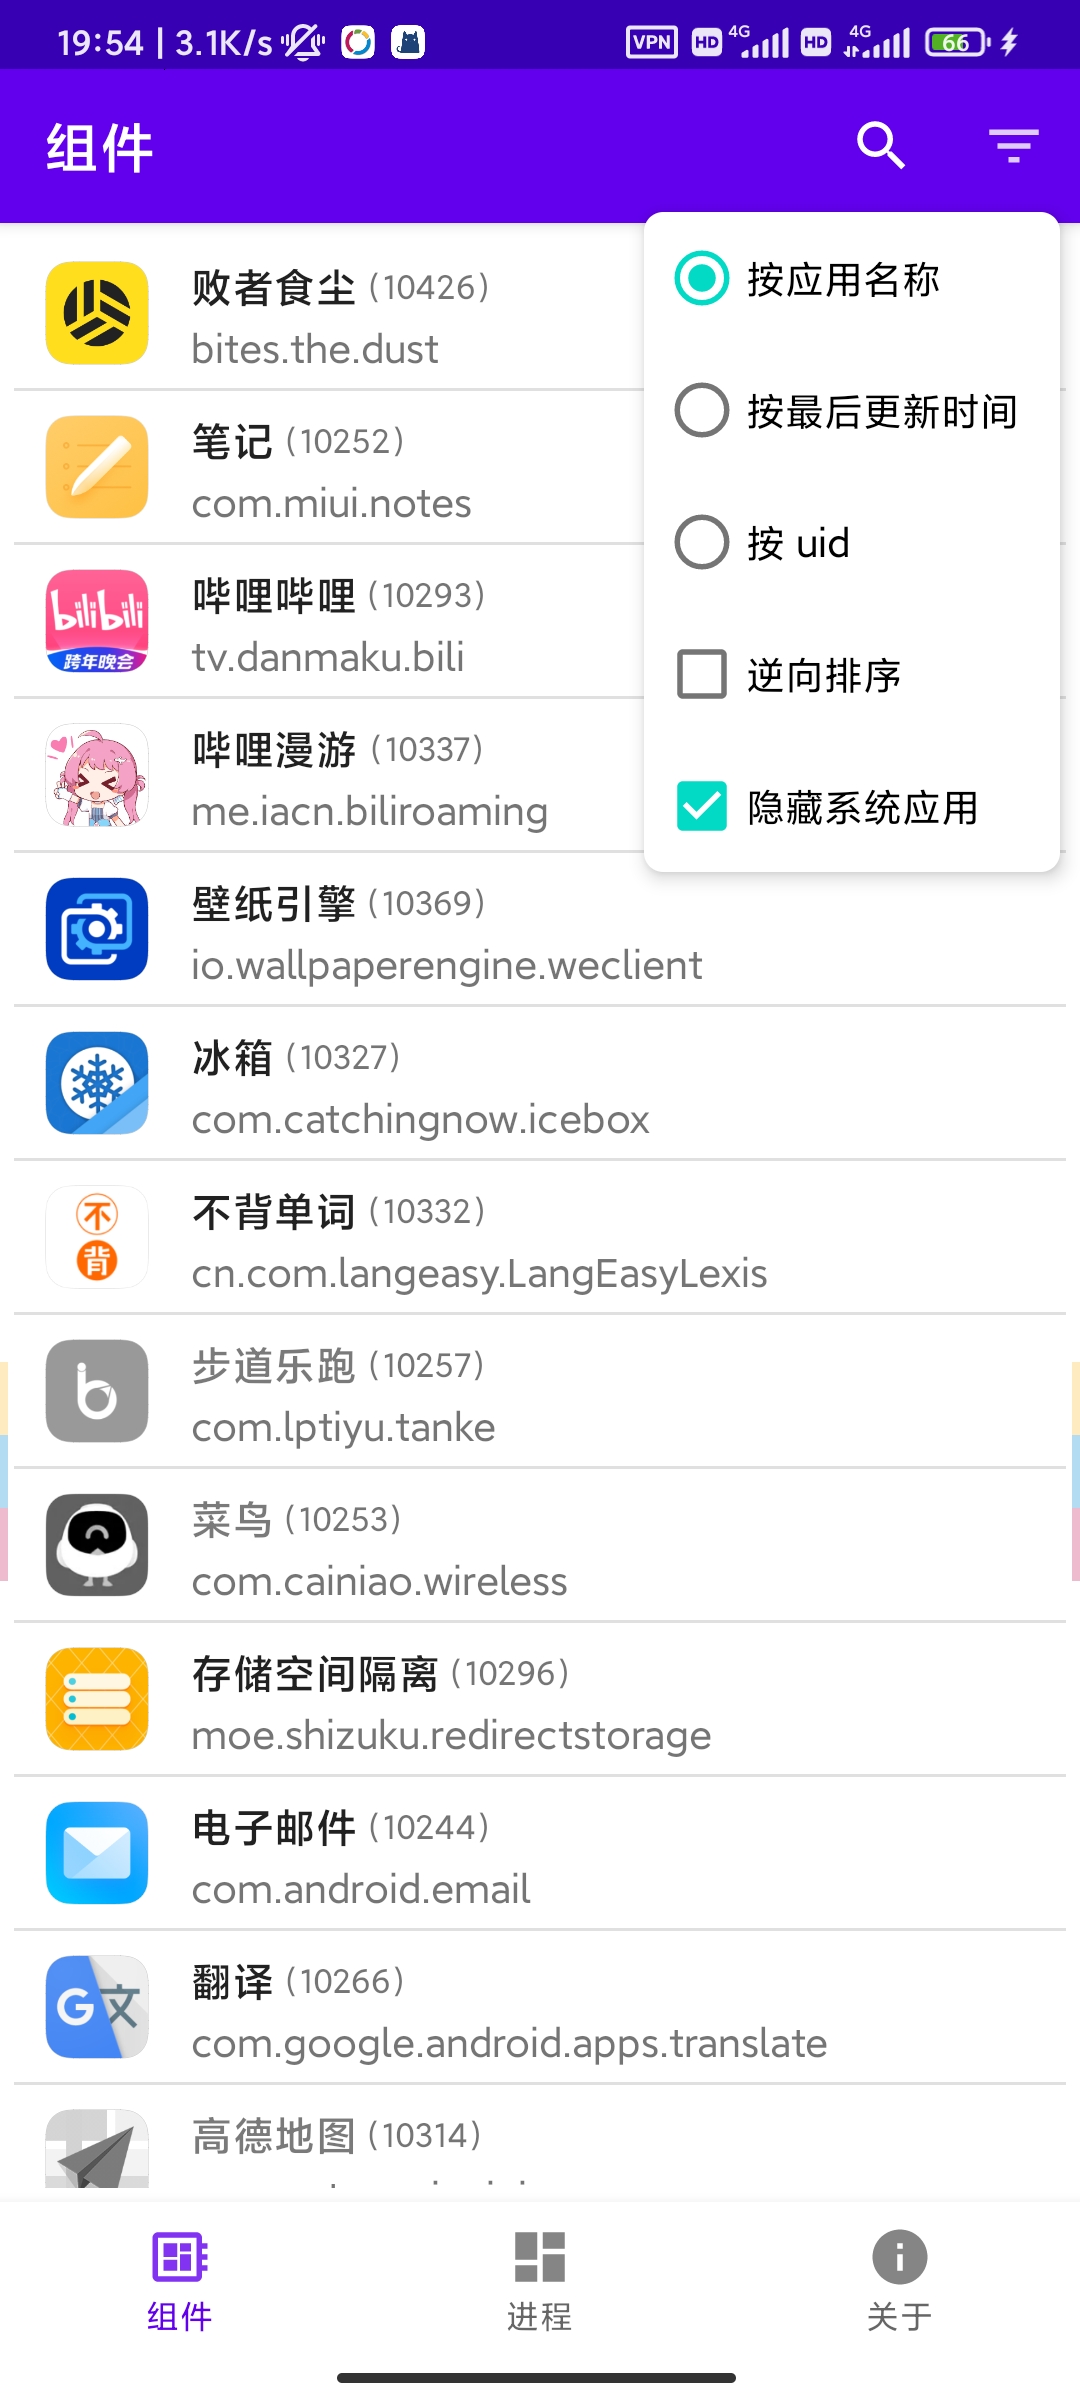 19:54 | 3.1K/s VPN HD 4G HD 4G 66
组件
按应用名称
按最后更新时间
按 uid
逆向排序
隐藏系统应用
败者食尘 (10426)
bites.the.dust
笔记 (10252)
com.miui.notes
bilibili
跨年晚会
哔哩哔哩 (10293)
tv.danmaku.bili
哔哩漫游 (10337)
me.iacn.biliroaming
壁纸引擎 (10369)
io.wallpaperengine.weclient
冰箱 (10327)
com.catchingnow.icebox
不
背
不背单词 (10332)
cn.com.langeasy.LangEasyLexis
步道乐跑 (10257)
com.lptiyu.tanke
菜鸟 (10253)
com.cainiao.wireless
存储空间隔离 (10296)
moe.shizuku.redirectstorage
电子邮件 (10244)
com.android.email
G文
翻译 (10266)
com.google.android.apps.translate
高德地图 (10314)
组件
进程
关于